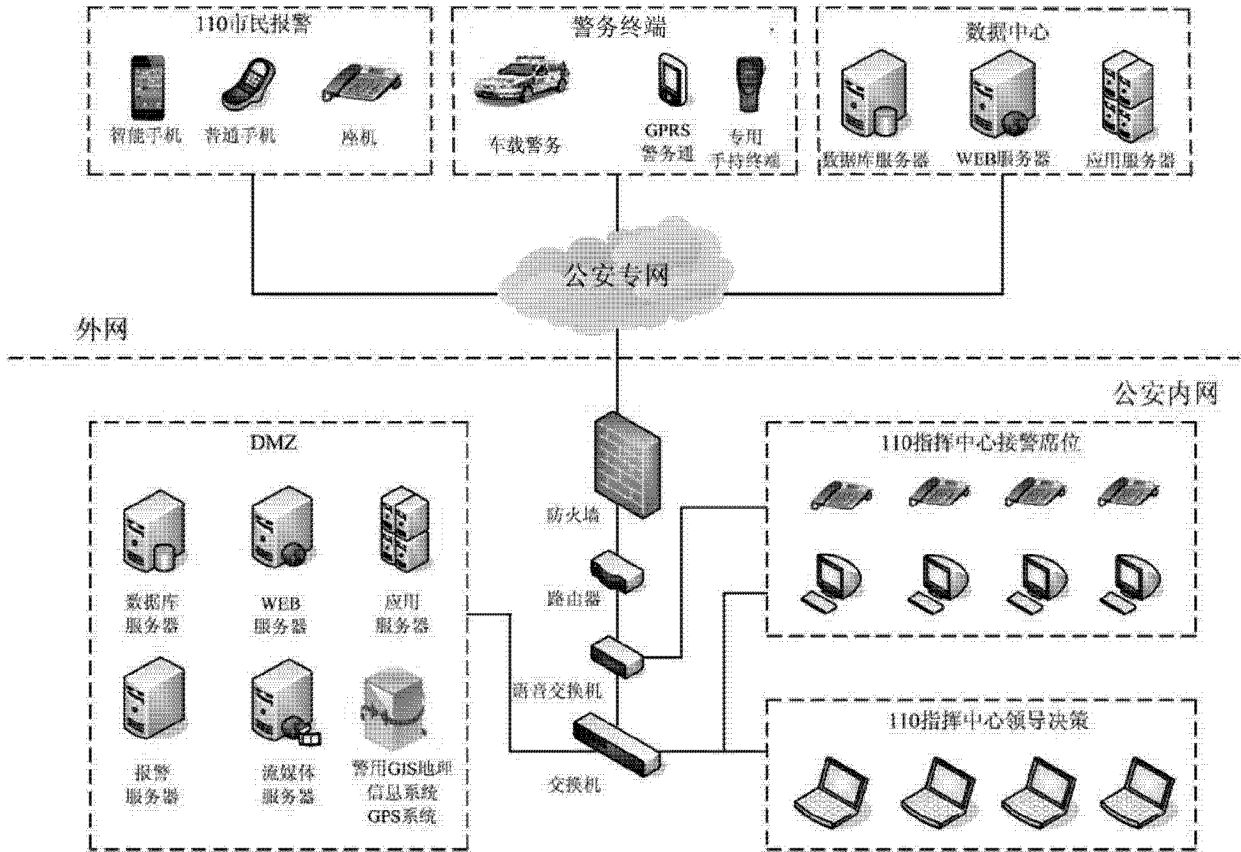 110市民报警
智能手机
普通手机
座机
警务终端
车载警务
GPRS
警务通
专用
手持终端
数据中心
数据库服务器
WEB服务器
应用服务器
公安专网
外网
公安内网
DMZ
数据库
服务器
WEB
服务器
应用
服务器
报警
服务器
流媒体
服务器
警用GIS地理
信息系统
GPS系统
防火墙
路由器
语音交换机
交换机
110指挥中心接警席位
110指挥中心领导决策